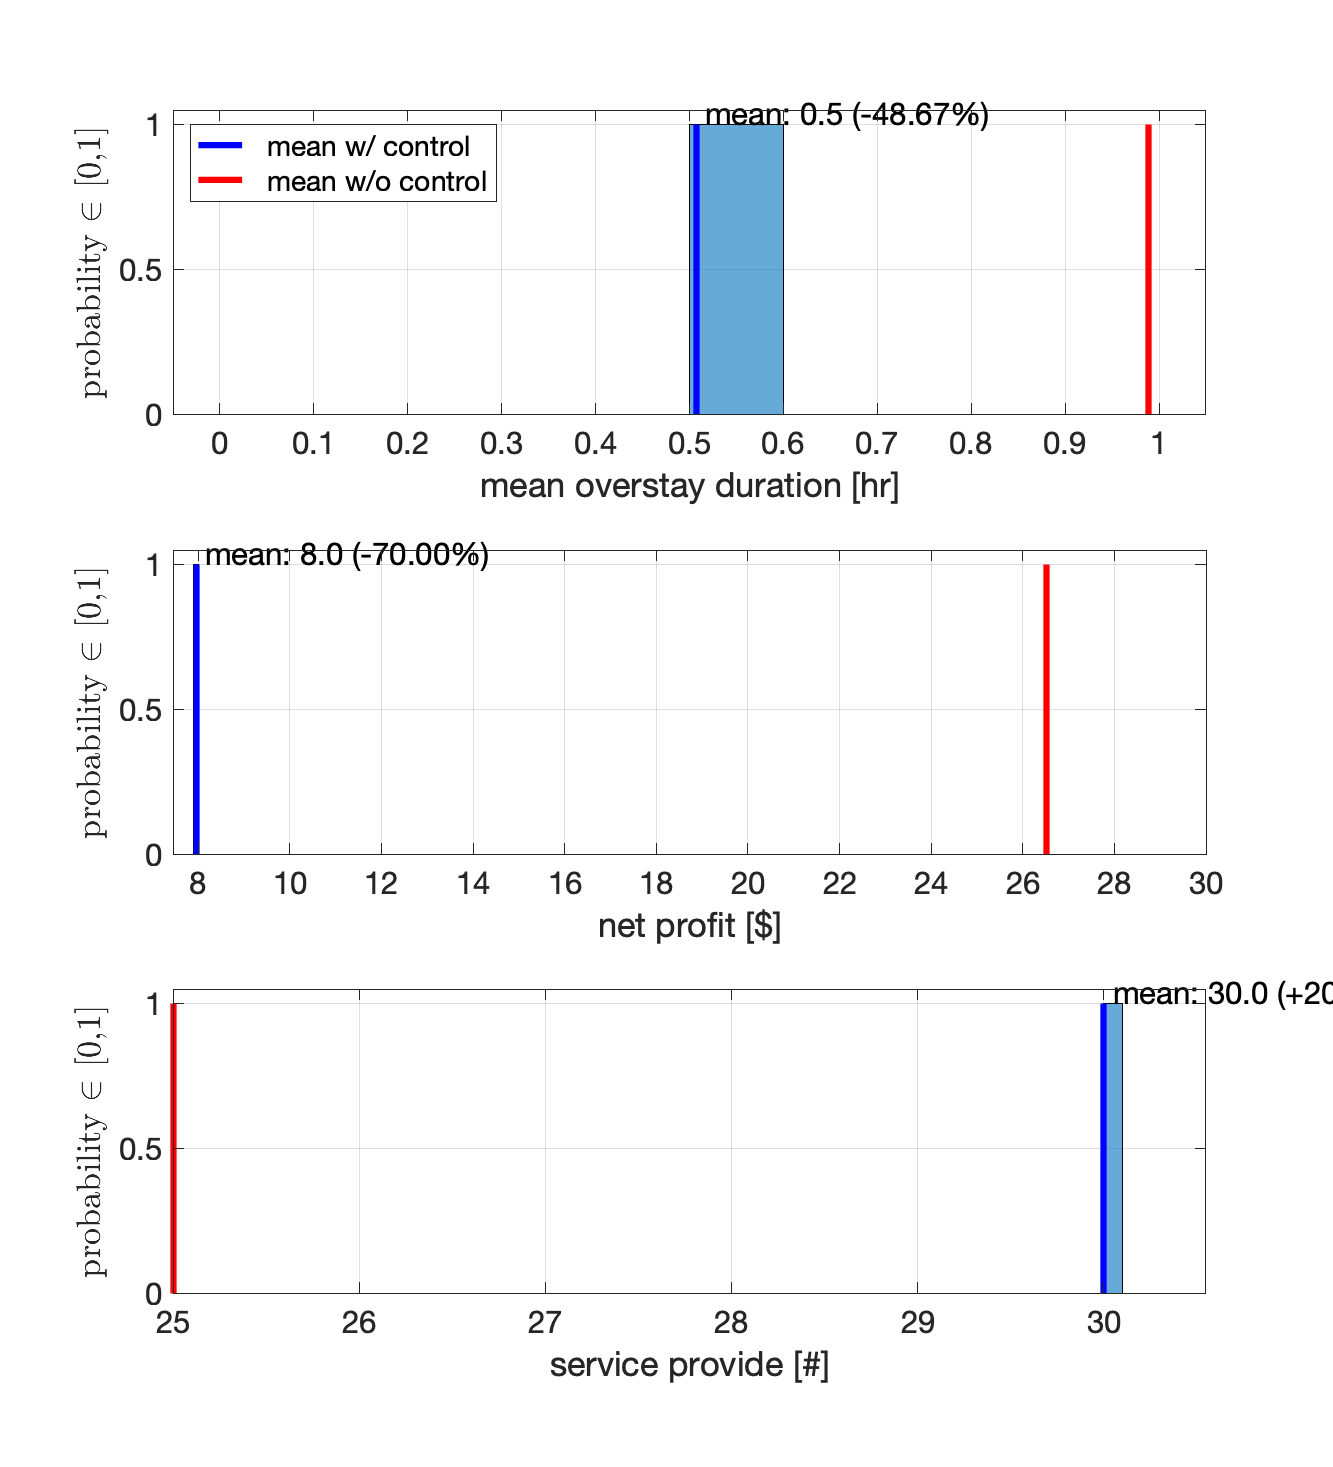 mean: 0.5 (-48.67%)
mean w/ control
mean w/o control
probability ∈ [0,1]
1
0.5
0
0 0.1 0.2 0.3 0.4 0.5 0.6 0.7 0.8 0.9 1
mean overstay duration [hr]
mean: 8.0 (-70.00%)
probability ∈ [0,1]
1
0.5
0
8 10 12 14 16 18 20 22 24 26 28 30
net profit [$]
mean: 30.0 (+20
probability ∈ [0,1]
1
0.5
0
25 26 27 28 29 30
service provide [#]